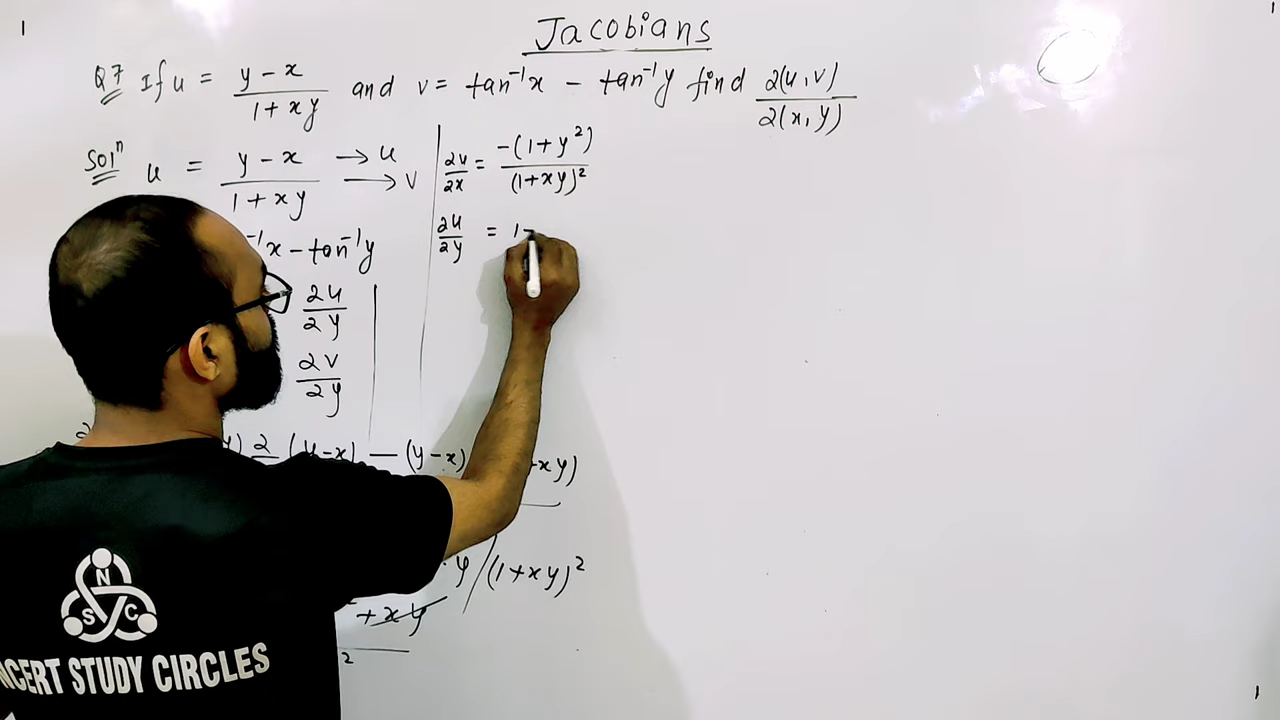 Jacobians
Q7 If u = y - x / 1 + xy and v = tan⁻¹x - tan⁻¹y find ∂(u, v) / ∂(x, y)
Solⁿ u = y - x / 1 + xy → u → v
⁻¹x - tan⁻¹y
∂u / ∂y
∂v / ∂y
∂ (y - x) - (y - x) + xy)
y / (1 + xy)²
+ xy
2
∂u / ∂x = -(1 + y²) / (1 + xy)²
∂u / ∂y = 1
N
S C
NCERT STUDY CIRCLES